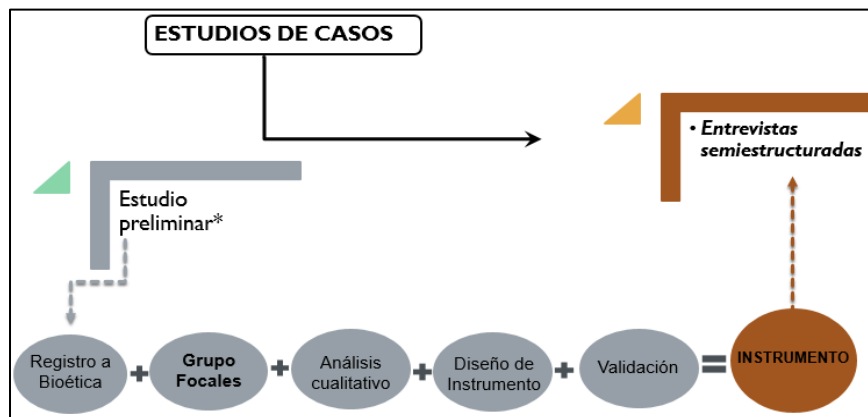 ESTUDIOS DE CASOS
• Entrevistas
semiestructuradas
Estudio
preliminar*
Registro a
Bioética
+
Grupo
Focales
+
Análisis
cualitativo
+
Diseño de
Instrumento
+
Validación
=
INSTRUMENTO